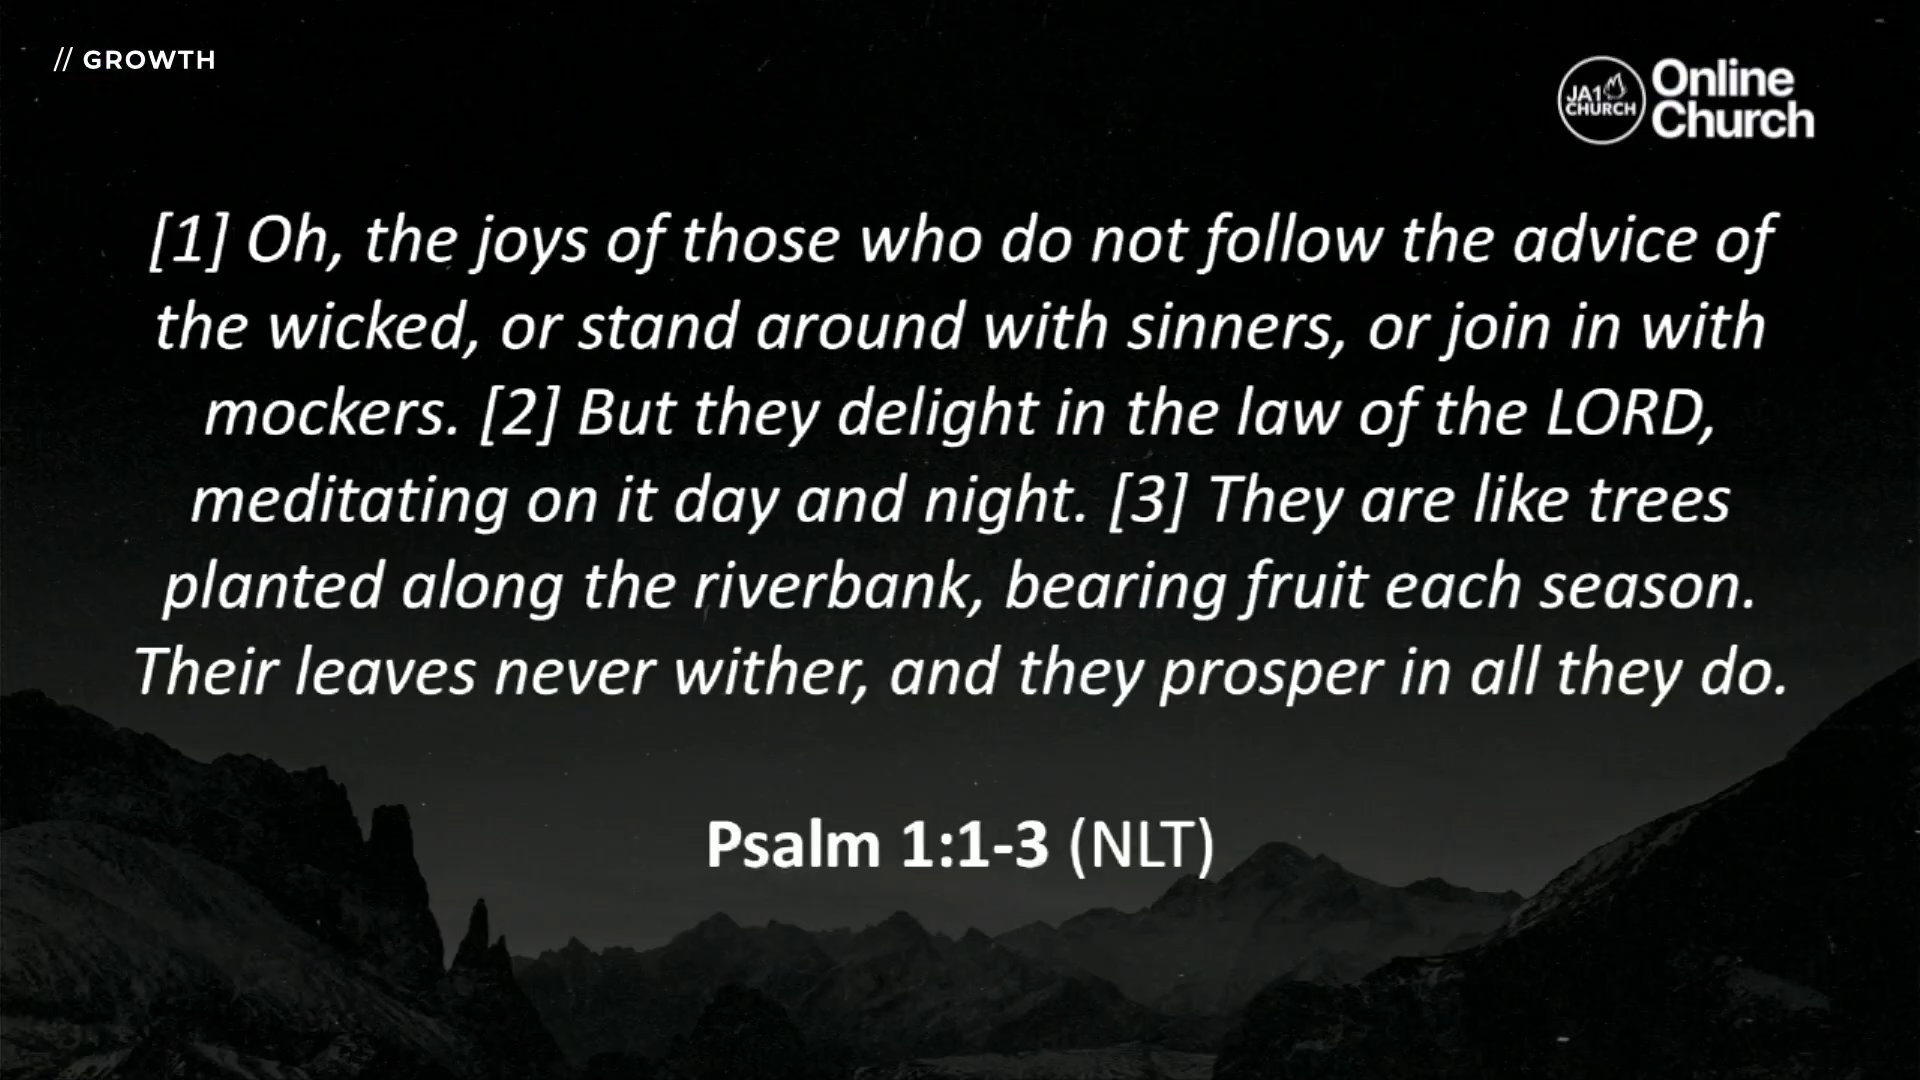 // GROWTH
JA1
CHURCH
Online
Church
[1] Oh, the joys of those who do not follow the advice of
the wicked, or stand around with sinners, or join in with
mockers. [2] But they delight in the law of the LORD,
meditating on it day and night. [3] They are like trees
planted along the riverbank, bearing fruit each season.
Their leaves never wither, and they prosper in all they do.
Psalm 1:1-3 (NLT)